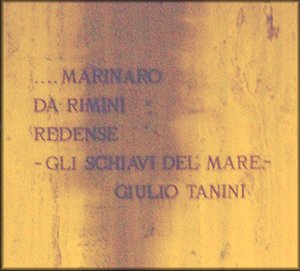 ....MARINARO
DA RIMINI
REDENSE
-GLI SCHIAVI DEL MARE-
GIULIO TANINI